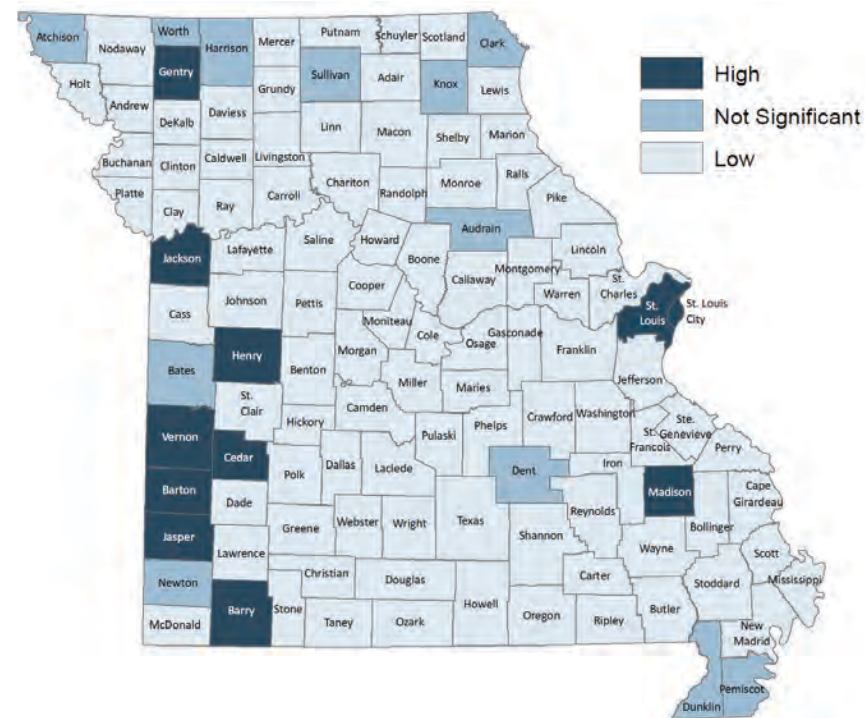 Atchison
Nodaway
Worth
Harrison
Mercer
Putnam
Schuyler
Scotland
Clark
Gentry
Sullivan
Adair
Knox
Lewis
Holt
Andrew
DeKalb
Daviess
Grundy
Linn
Macon
Shelby
Marion
Buchanan
Clinton
Caldwell
Livingston
Chariton
Randolph
Monroe
Ralls
Pike
Platte
Clay
Ray
Carroll
Audrain
Jackson
Lafayette
Saline
Howard
Boone
Callaway
Montgomery
Lincoln
Warren
St.
Charles
St.
Louis
St. Louis
City
Cass
Johnson
Pettis
Cooper
Moniteau
Cole
Osage
Gasconade
Franklin
Jefferson
Henry
Benton
Morgan
Miller
Maries
Bates
St.
Clair
Hickory
Camden
Pulaski
Phelps
Crawford
Washington
St.
Francois
Ste.
Genevieve
Perry
Vernon
Cedar
Polk
Dallas
Laclede
Dent
Iron
Madison
Cape
Girardeau
Barton
Dade
Greene
Webster
Wright
Texas
Shannon
Reynolds
Wayne
Bollinger
Scott
Jasper
Lawrence
Christian
Douglas
Howell
Carter
Stoddard
Mississippi
Newton
McDonald
Barry
Stone
Taney
Ozark
Oregon
Ripley
Butler
New
Madrid
Dunklin
Pemiscot
High
Not Significant
Low